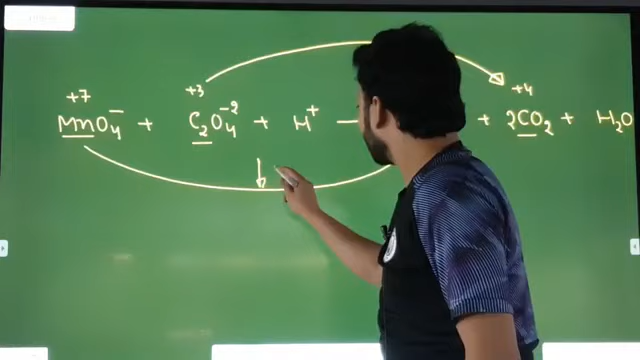 +7 +3 +4
MnO₄⁻ + C₂O₄⁻² + H⁺ — + 2CO₂ + H₂O